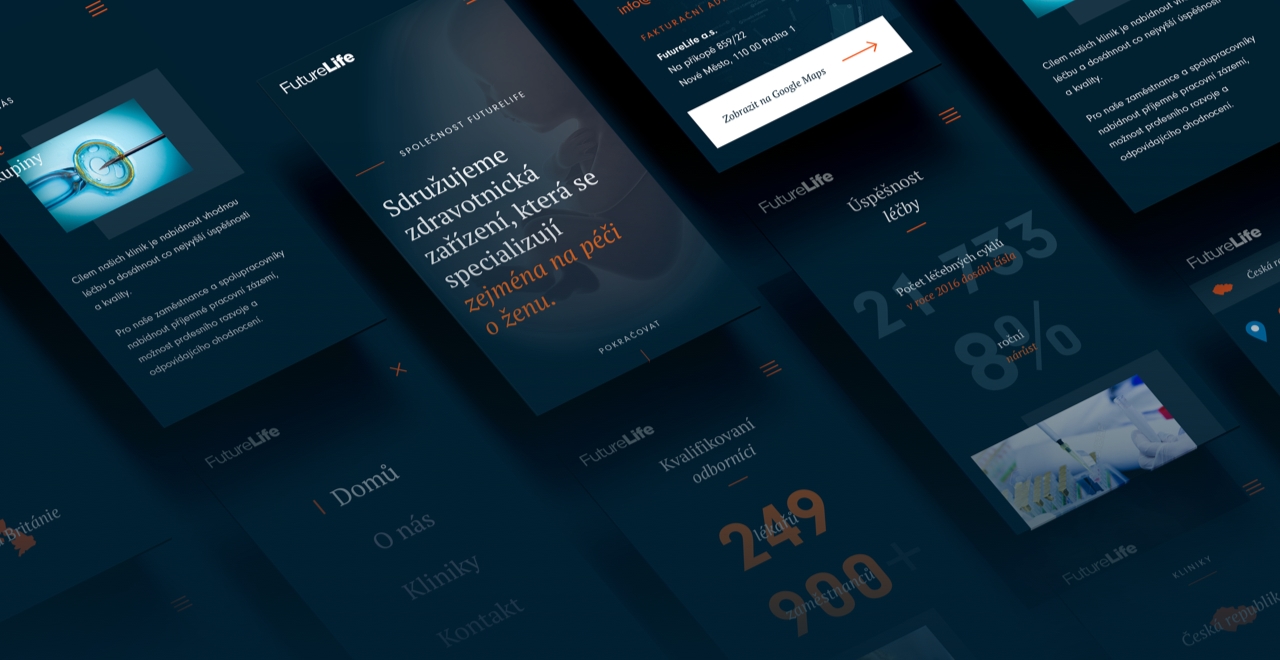 ÁS
kupiny
Cílem našich klinik je nabídnout vhodnou
léčbu a dosáhnout co nejvyšší úspěšnosti
a kvality.
Pro naše zaměstnance a spolupracovníky
nabídnout příjemné pracovní zázemí,
možnost profesního rozvoje a
odpovídajícího ohodnocení.
Británie
FutureLife
SPOLEČNOST FUTURELIFE
Sdružujeme
zdravotnická
zařízení, která se
specializují
zejména na péči
o ženu.
POKRAČOVAT
FutureLife
Domů
O nás
Kliniky
Kontakt
info@
FAKTURAČNÍ
FutureLife a.s.
Na příkopě 859/22
Nové Město, 110 00 Praha 1
Zobrazit na Google Maps
FutureLife
Kvalifikovaní
odborníci
249
lékařů
900+
zaměstnanců
FutureLife
Úspěšnost
léčby
21 733
Počet léčebných cyklů
v roce 2016 dosáhl čísla
8%
roční
nárůst
Cílem našich klinik je nabídnout vhodnou
léčbu a dosáhnout co nejvyšší úspěšnosti
a kvality.
Pro naše zaměstnance a spolupracovníky
nabídnout příjemné pracovní zázemí,
možnost profesního rozvoje a
odpovídajícího ohodnocení.
FutureLife
Česká re
FutureLife
KLINIKY
Česká republik